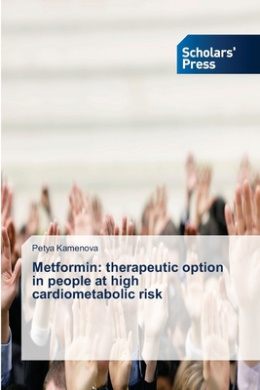 Scholars'
Press
Petya Kamenova
Metformin: therapeutic option
in people at high
cardiometabolic risk